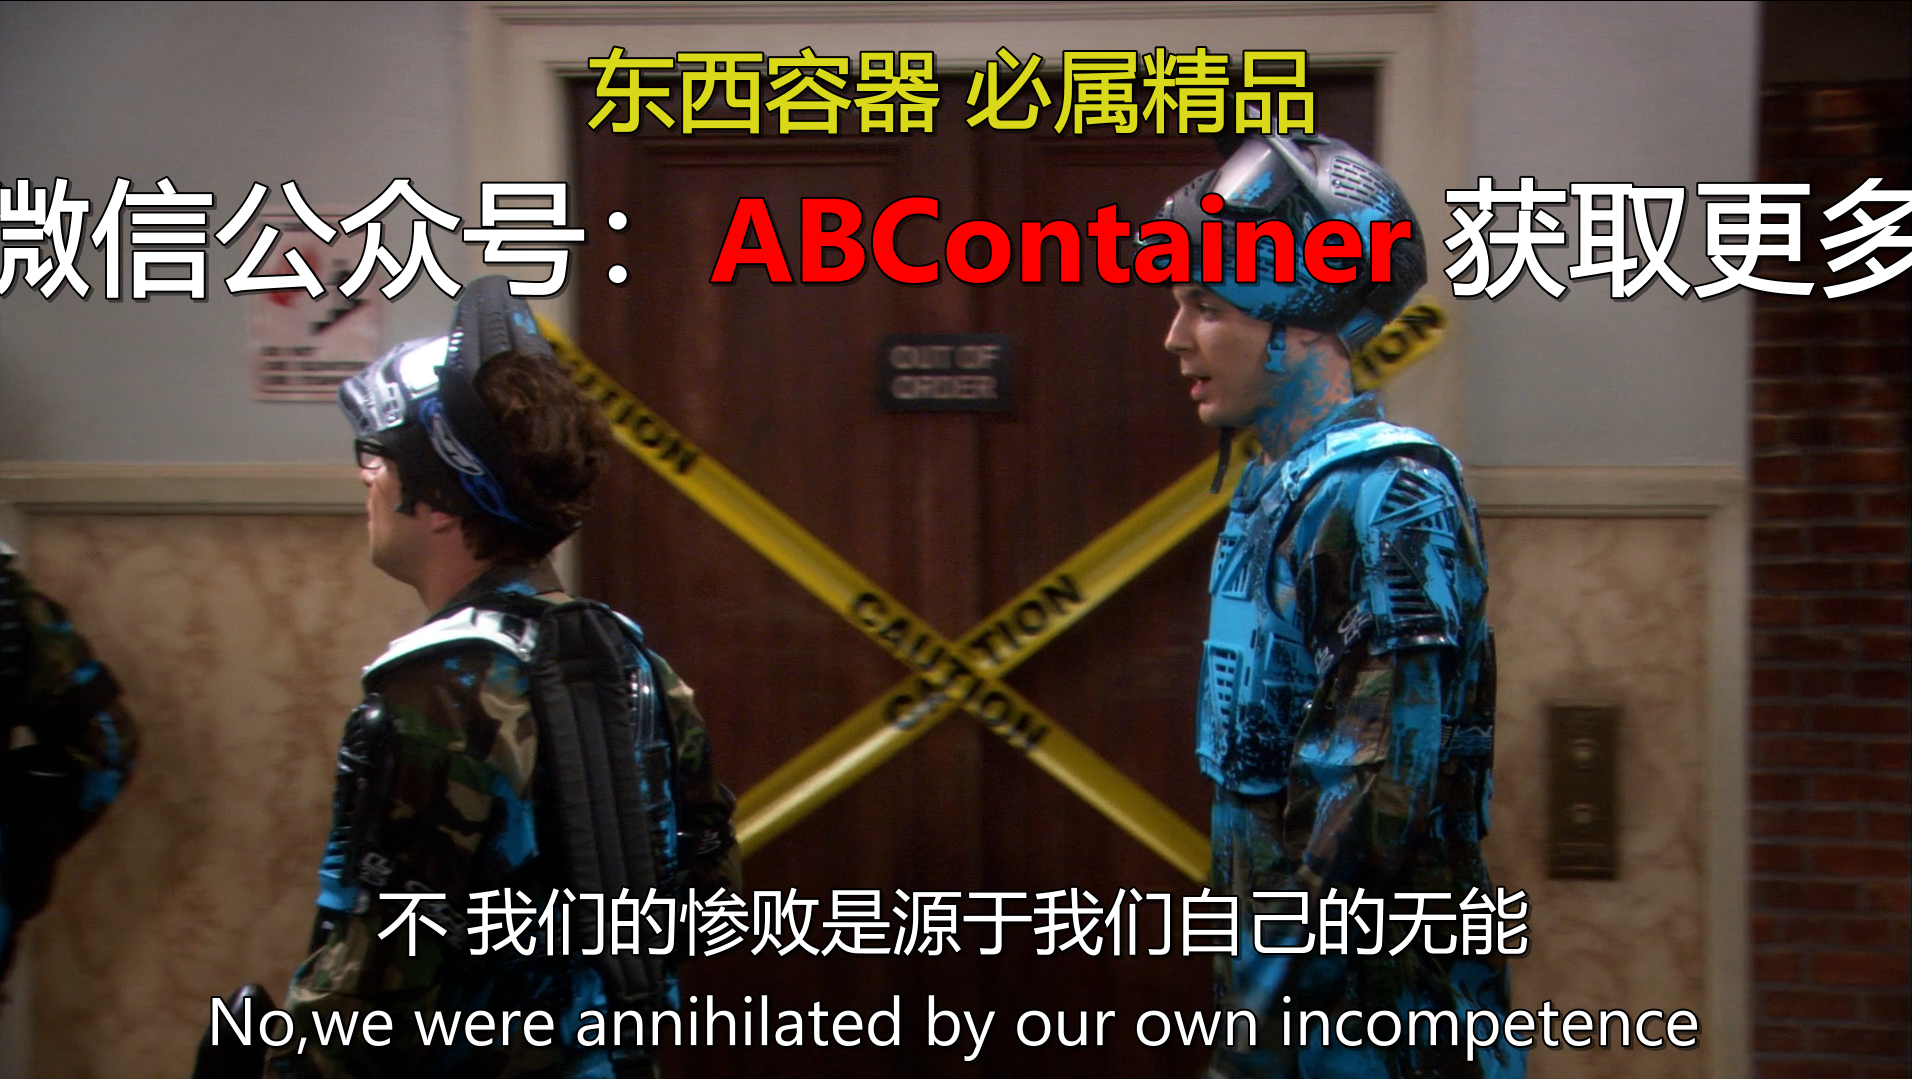 东西容器 必属精品
微信公众号：ABContainer 获取更多
OUT OF
ORDER
CAUTION
CAUTION
CAUTION
TION
不 我们的惨败是源于我们自己的无能
No,we were annihilated by our own incompetence